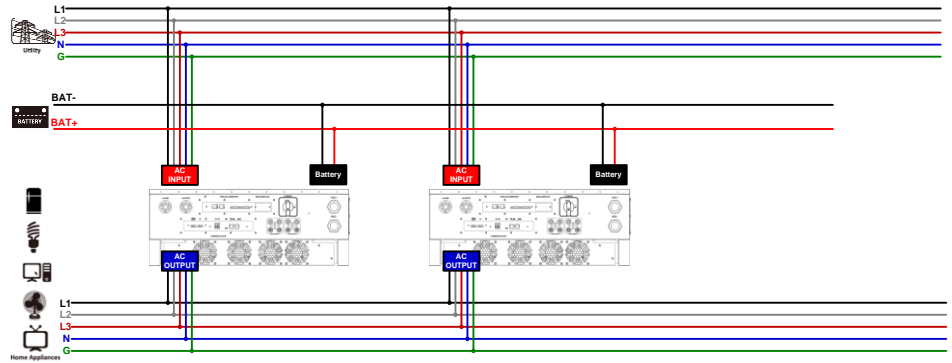 L1
L2
L3
N
G
Utility
BAT-
BAT+
BATTERY
AC
INPUT
Battery
AC
INPUT
Battery
AC
OUTPUT
AC
OUTPUT
L1
L2
L3
N
G
Home Appliances